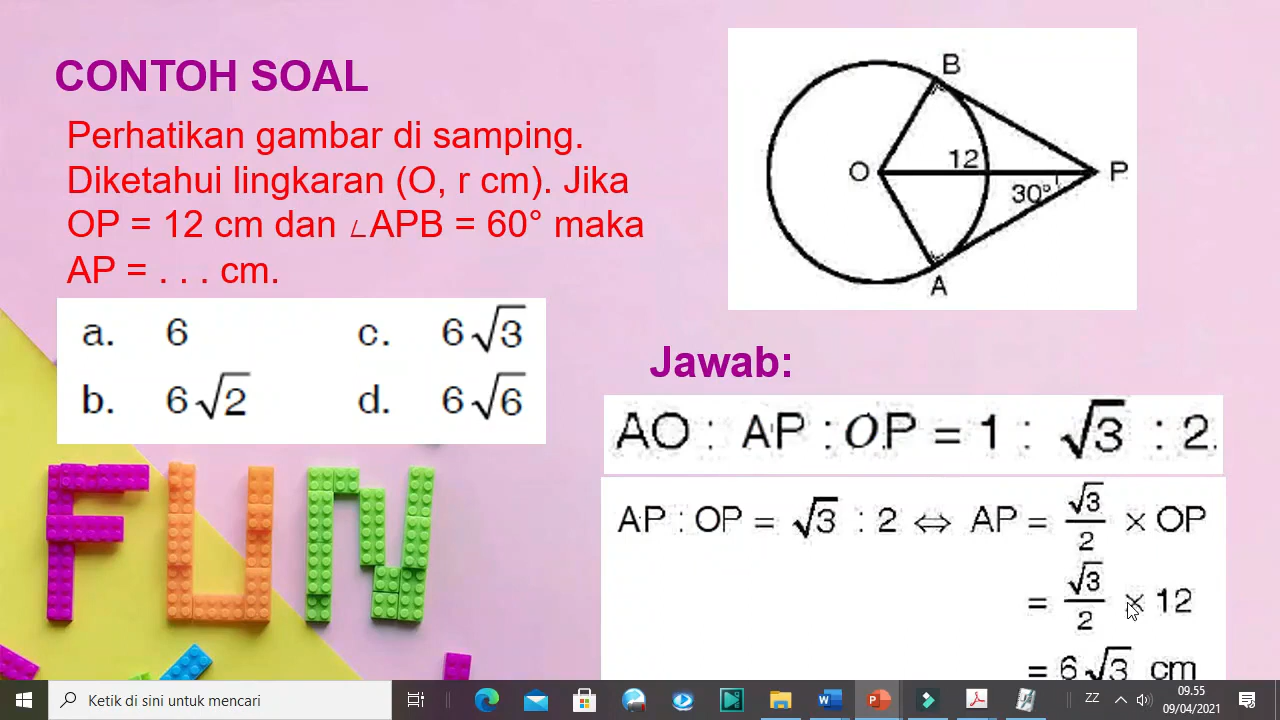 CONTOH SOAL
Perhatikan gambar di samping.
Diketahui lingkaran (O, r cm). Jika
OP = 12 cm dan ∟APB = 60° maka
AP = . . . cm.
a. 6 c. 6√3
b. 6√2 d. 6√6
B
O 12 P
30°
A
Jawab:
AO : AP : OP = 1 : √3 : 2.
AP : OP = √3 : 2 ⇔ AP = √3/2 × OP
= √3/2 × 12
= 6√3 cm
FUN
Ketik di sini untuk mencari
ZZ
09.55
09/04/2021